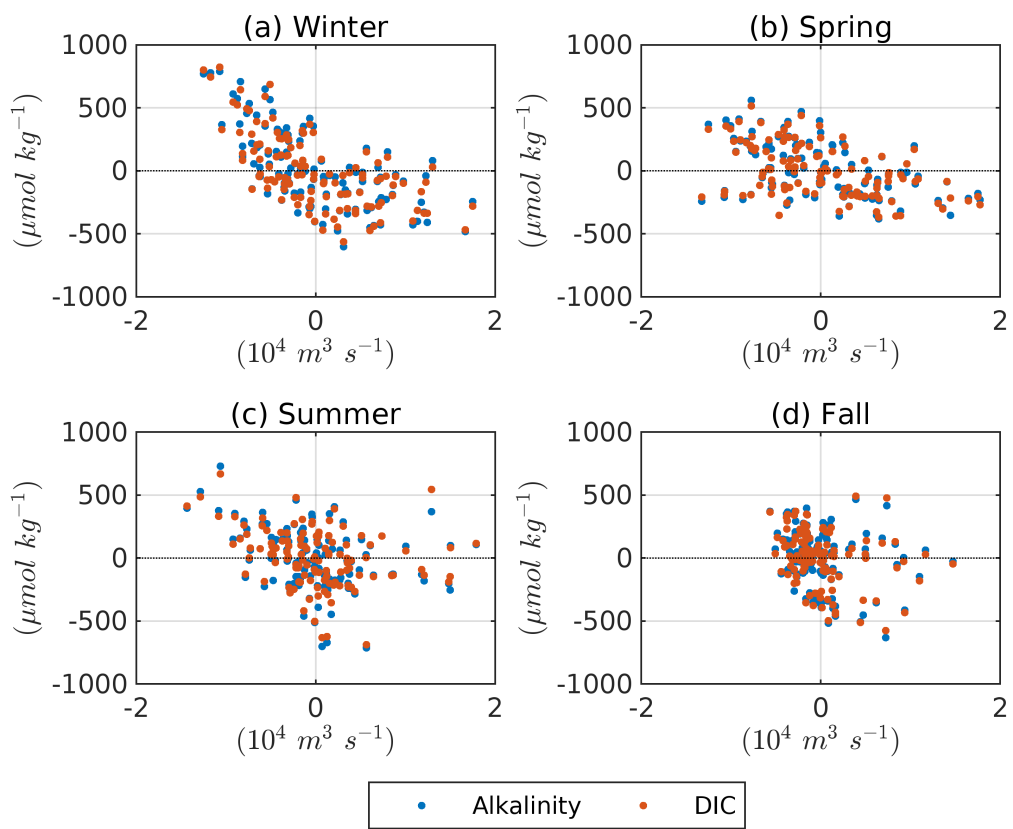 (a) Winter
1000
500
0
-500
-1000
-2 0 2
(μmol kg⁻¹)
(10⁴ m³ s⁻¹)
(b) Spring
1000
500
0
-500
-1000
-2 0 2
(μmol kg⁻¹)
(10⁴ m³ s⁻¹)
(c) Summer
1000
500
0
-500
-1000
-2 0 2
(μmol kg⁻¹)
(10⁴ m³ s⁻¹)
(d) Fall
1000
500
0
-500
-1000
-2 0 2
(μmol kg⁻¹)
(10⁴ m³ s⁻¹)
Alkalinity DIC